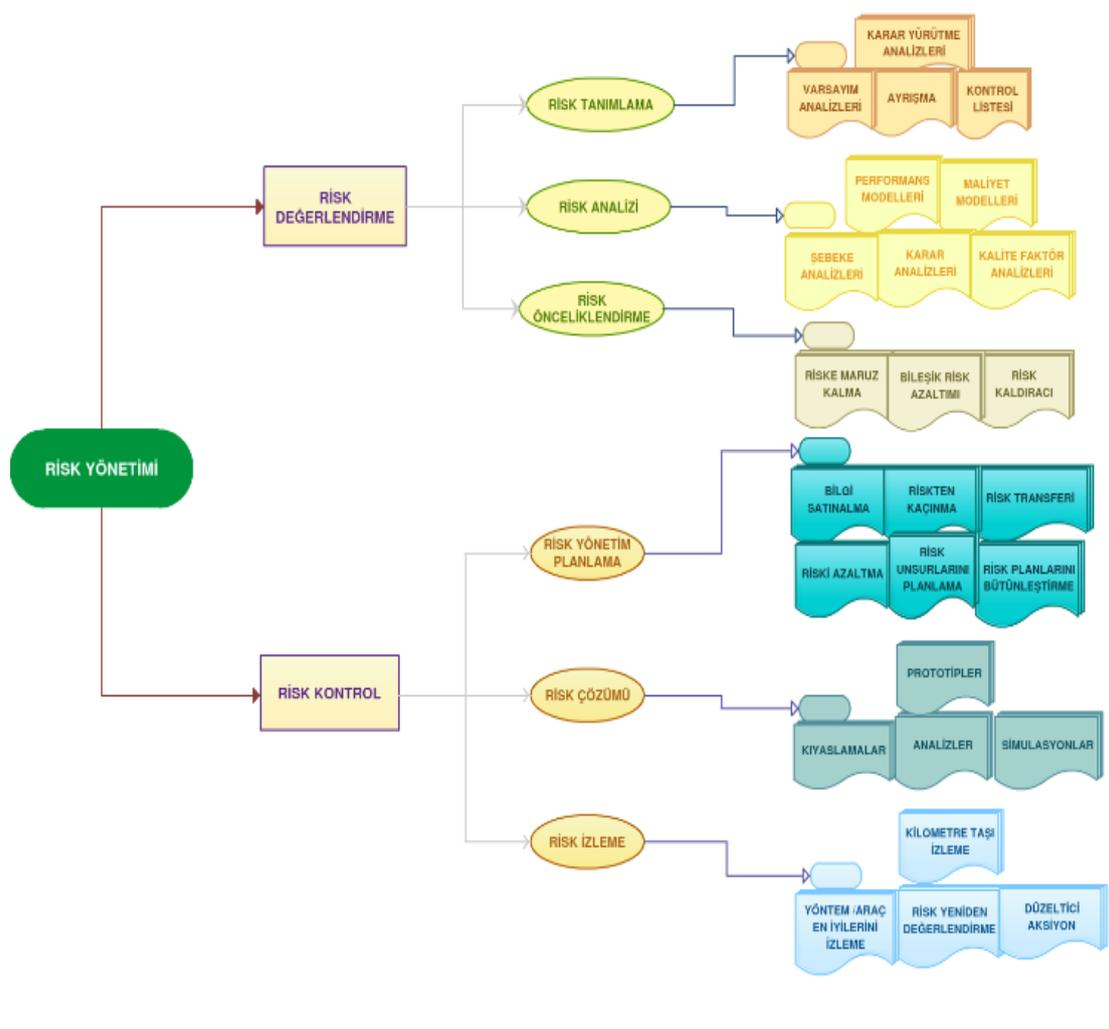 RİSK YÖNETİMİ
RİSK
DEĞERLENDİRME
RİSK TANIMLAMA
KARAR YÜRÜTME
ANALİZLERİ
VARSAYIM
ANALİZLERİ
AYRIŞMA
KONTROL
LİSTESİ
RİSK ANALİZİ
PERFORMANS
MODELLERİ
MALİYET
MODELLERİ
ŞEBEKE
ANALİZLERİ
KARAR
ANALİZLERİ
KALİTE FAKTÖR
ANALİZLERİ
RİSK
ÖNCELİKLENDİRME
RİSKE MARUZ
KALMA
BİLEŞİK RİSK
AZALTIMI
RİSK
KALDIRACI
RİSK KONTROL
RİSK YÖNETİM
PLANLAMA
BİLGİ
SATINALMA
RİSKTEN
KAÇINMA
RİSK TRANSFERİ
RİSKİ AZALTMA
RİSK
UNSURLARINI
PLANLAMA
RİSK PLANLARINI
BÜTÜNLEŞTİRME
RİSK ÇÖZÜMÜ
PROTOTİPLER
KIYASLAMALAR
ANALİZLER
SİMULASYONLAR
RİSK İZLEME
KİLOMETRE TAŞI
İZLEME
YÖNTEM /ARAÇ
EN İYİLERİNİ
İZLEME
RİSK YENİDEN
DEĞERLENDİRME
DÜZELTİCİ
AKSİYON